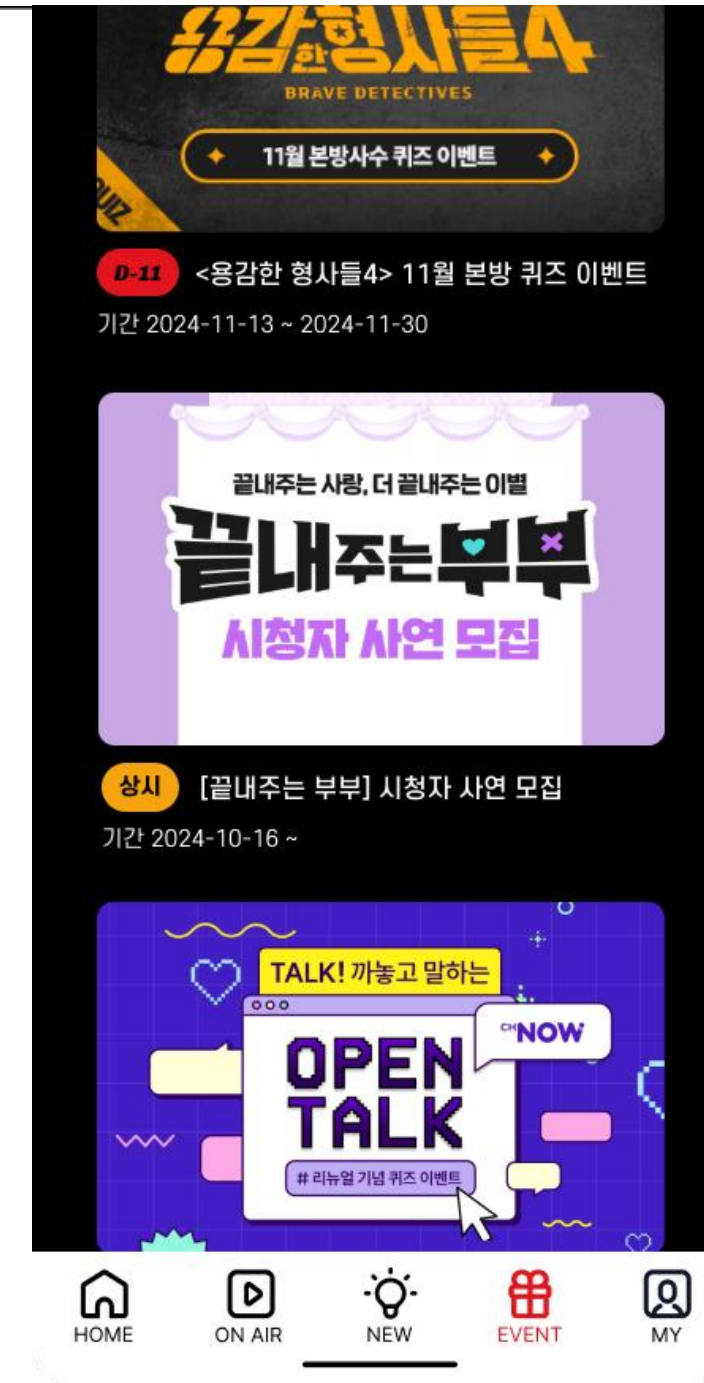 용감한 형사들4
BRAVE DETECTIVES
11월 본방사수 퀴즈 이벤트
QUIZ
D-11 <용감한 형사들4> 11월 본방 퀴즈 이벤트
기간 2024-11-13 ~ 2024-11-30
끝내주는 사랑, 더 끝내주는 이별
끝내주는부부
시청자 사연 모집
상시 [끝내주는 부부] 시청자 사연 모집
기간 2024-10-16 ~
TALK! 까놓고 말하는
CHNOW
OPEN
TALK
# 리뉴얼 기념 퀴즈 이벤트
HOME ON AIR NEW EVENT MY